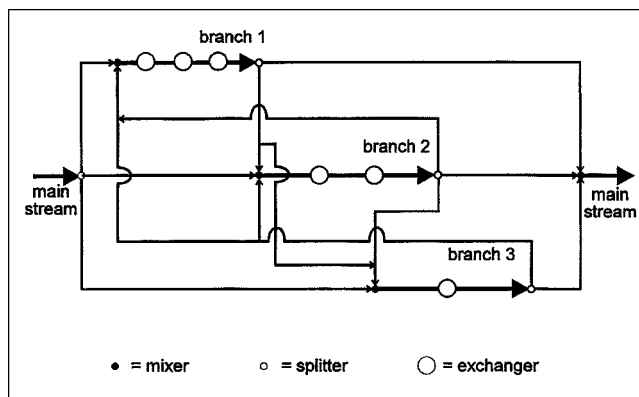 branch 1
branch 2
main
stream
main
stream
branch 3
= mixer
= splitter
= exchanger